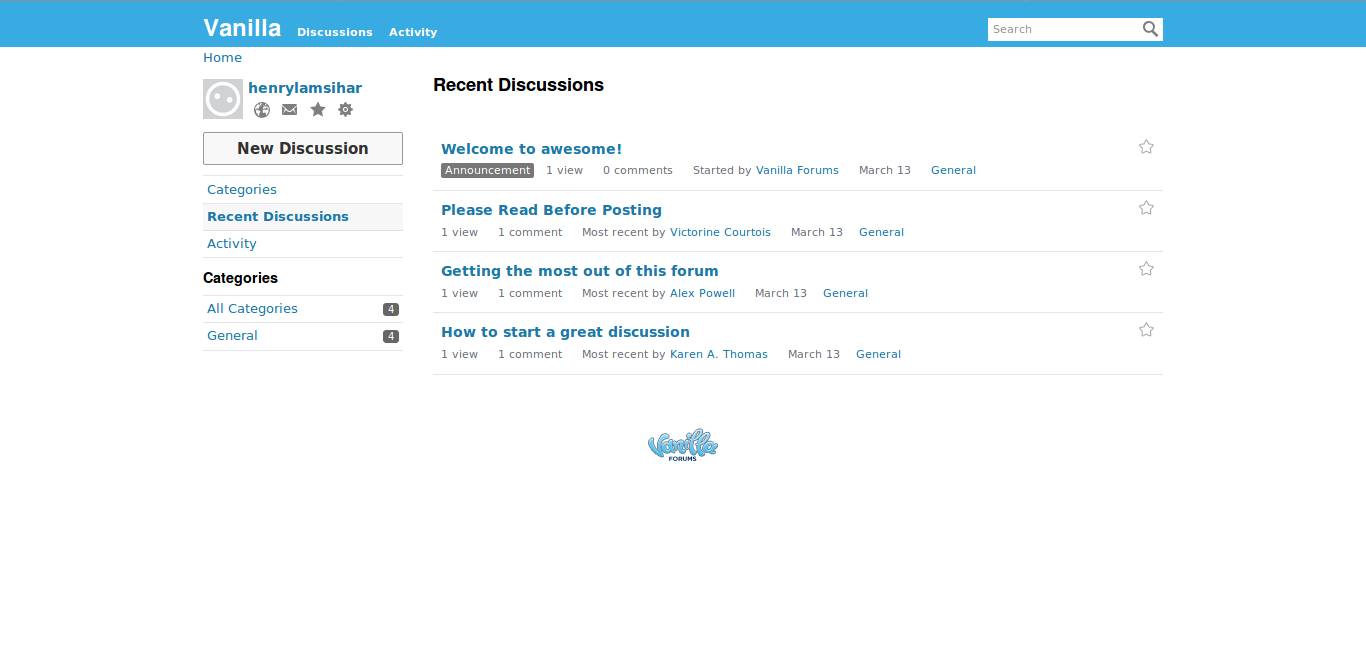 Vanilla Discussions Activity Search
Home
henrylamsihar
New Discussion
Categories
Recent Discussions
Activity
Categories
All Categories 4
General 4
Recent Discussions
Welcome to awesome!
Announcement 1 view 0 comments Started by Vanilla Forums March 13 General
Please Read Before Posting
1 view 1 comment Most recent by Victorine Courtois March 13 General
Getting the most out of this forum
1 view 1 comment Most recent by Alex Powell March 13 General
How to start a great discussion
1 view 1 comment Most recent by Karen A. Thomas March 13 General
Vanilla
FORUMS